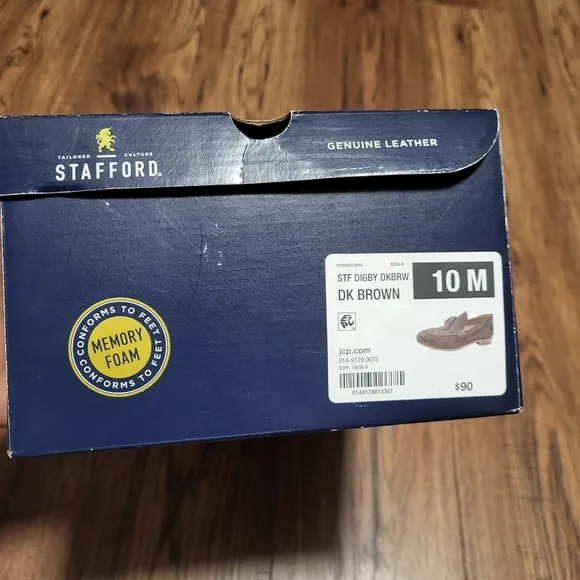 TAILORED CULTURE
STAFFORD
GENUINE LEATHER
CONFORMS TO FEET
MEMORY
FOAM
CONFORMS TO FEET
STF DIGBY DKBRW
DK BROWN
10 M
jcp.com
014-9179 0075
0149179013307
$90